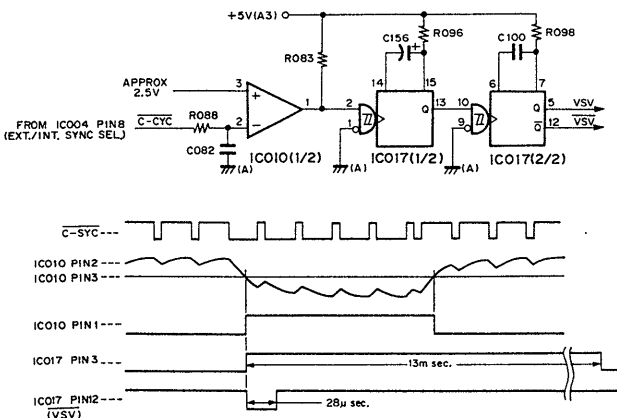 +5V(A3)
R083
C156
+
R096
C100
R098
APPROX
2.5V
3
+
1
2
14
15
13
10
6
7
FROM IC004 PIN8
(EXT./INT. SYNC SEL.)
C-CYC
R088
2
−
C082
(A)
IC010(1/2)
1
(A)
Q
IC017(1/2)
9
(A)
Q
5
VSV
Q
12
VSV
IC017(2/2)
C-SYC
IC010 PIN2
IC010 PIN3
IC010 PIN1
IC017 PIN3
13m sec.
IC017 PIN12
(VSV)
28μ sec.